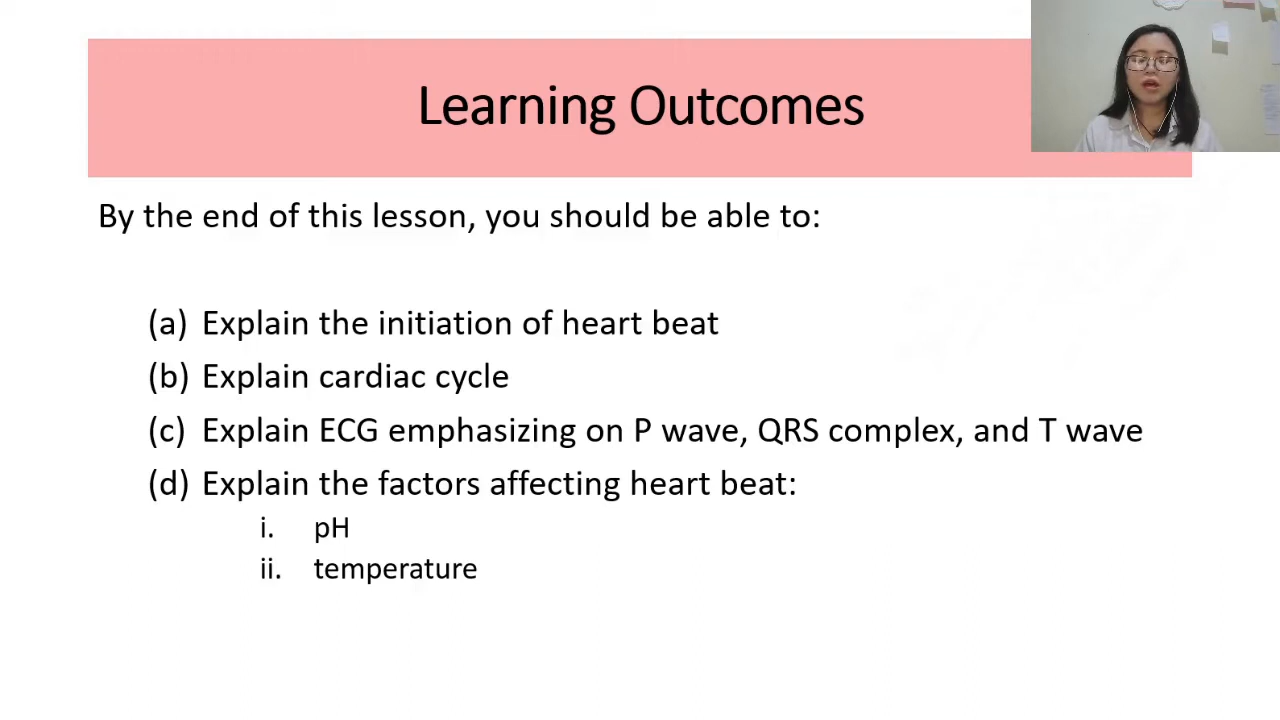 Learning Outcomes
By the end of this lesson, you should be able to:
(a) Explain the initiation of heart beat
(b) Explain cardiac cycle
(c) Explain ECG emphasizing on P wave, QRS complex, and T wave
(d) Explain the factors affecting heart beat:
i. pH
ii. temperature